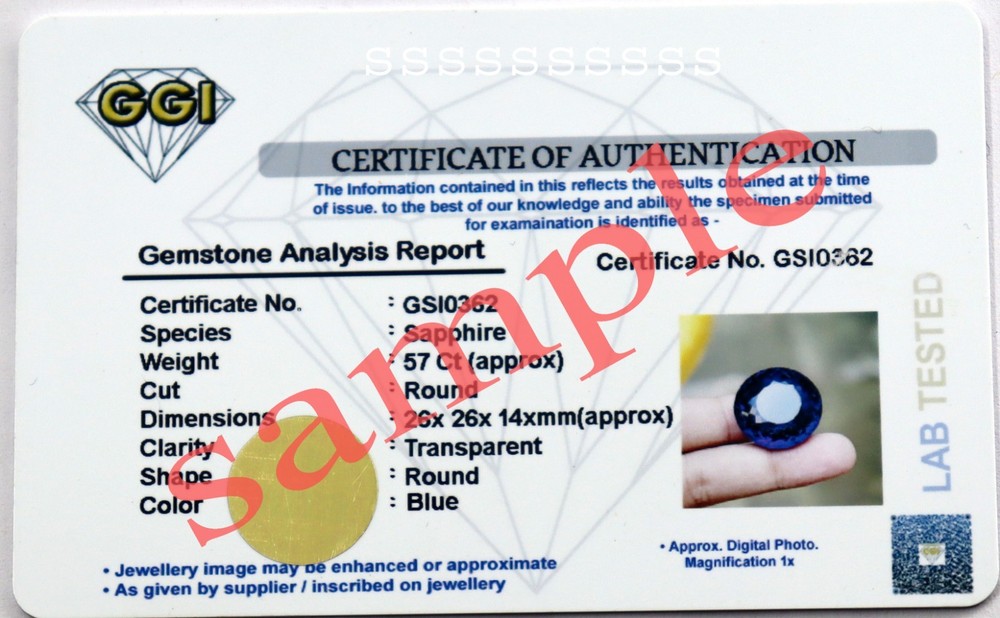 sssssssssss
GGI
CERTIFICATE OF AUTHENTICATION
The Information contained in this reflects the results obtained at the time
of issue. to the best of our knowledge and ability the specimen submitted
for examaination is identified as -
Gemstone Analysis Report
Certificate No. GSI0362
Certificate No. : GSI0362
Species : Sapphire
Weight : 57 Ct (approx)
Cut : Round
Dimensions : 26x 26x 14xmm(approx)
Clarity : Transparent
Shape : Round
Color : Blue
sample
LAB TESTED
• Approx. Digital Photo.
Magnification 1x
• Jewellery image may be enhanced or approximate
• As given by supplier / inscribed on jewellery